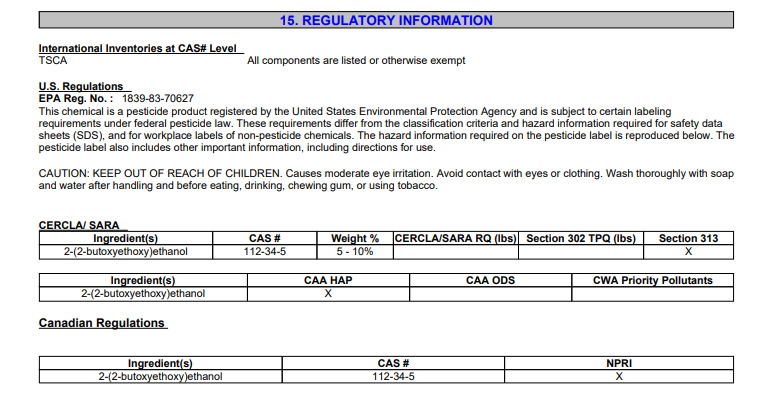 15. REGULATORY INFORMATION
International Inventories at CAS# Level
TSCA All components are listed or otherwise exempt
U.S. Regulations
EPA Reg. No. : 1839-83-70627
This chemical is a pesticide product registered by the United States Environmental Protection Agency and is subject to certain labeling
requirements under federal pesticide law. These requirements differ from the classification criteria and hazard information required for safety data
sheets (SDS), and for workplace labels of non-pesticide chemicals. The hazard information required on the pesticide label is reproduced below. The
pesticide label also includes other important information, including directions for use.
CAUTION: KEEP OUT OF REACH OF CHILDREN. Causes moderate eye irritation. Avoid contact with eyes or clothing. Wash thoroughly with soap
and water after handling and before eating, drinking, chewing gum, or using tobacco.
CERCLA/ SARA
Ingredient(s) CAS # Weight % CERCLA/SARA RQ (lbs) Section 302 TPQ (lbs) Section 313
2-(2-butoxyethoxy)ethanol 112-34-5 5 - 10% X
Ingredient(s) CAA HAP CAA ODS CWA Priority Pollutants
2-(2-butoxyethoxy)ethanol X
Canadian Regulations
Ingredient(s) CAS # NPRI
2-(2-butoxyethoxy)ethanol 112-34-5 X